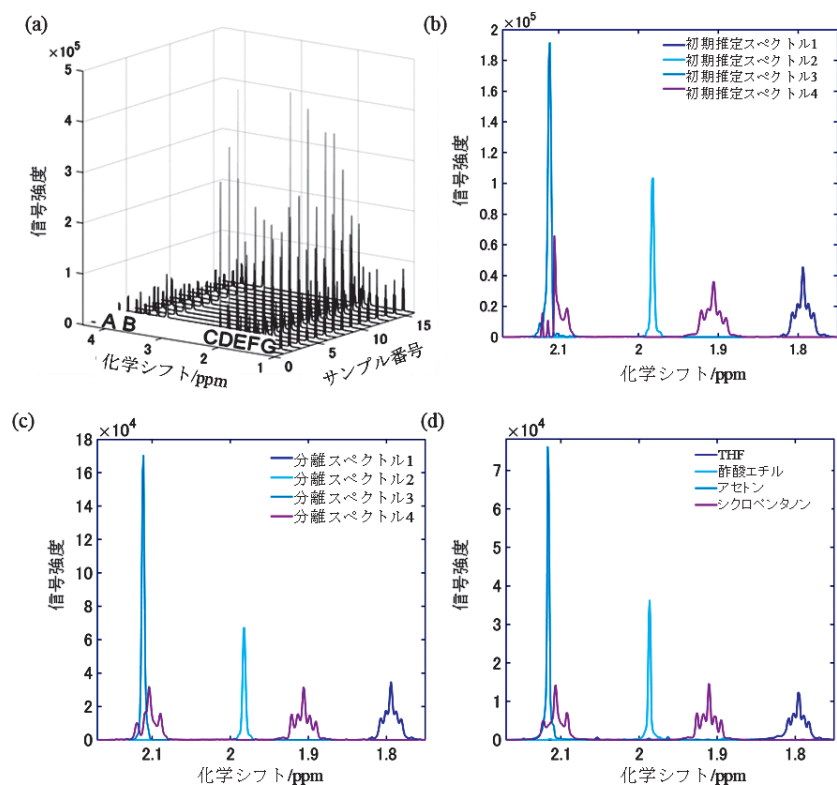 (a)
×10⁵
5
4
3
2
1
0
信号強度
A B
CDEFG
4
3
2
1
化学シフト/ppm
0
5
10
15
サンプル番号
(b)
×10⁵
2
1.8
1.6
1.4
1.2
1
0.8
0.6
0.4
0.2
0
信号強度
初期推定スペクトル1
初期推定スペクトル2
初期推定スペクトル3
初期推定スペクトル4
2.1
2
1.9
1.8
化学シフト/ppm
(c)
×10⁴
18
16
14
12
10
8
6
4
2
0
信号強度
分離スペクトル1
分離スペクトル2
分離スペクトル3
分離スペクトル4
2.1
2
1.9
1.8
化学シフト/ppm
(d)
×10⁴
7
6
5
4
3
2
1
0
信号強度
THF
酢酸エチル
アセトン
シクロペンタノン
2.1
2
1.9
1.8
化学シフト/ppm